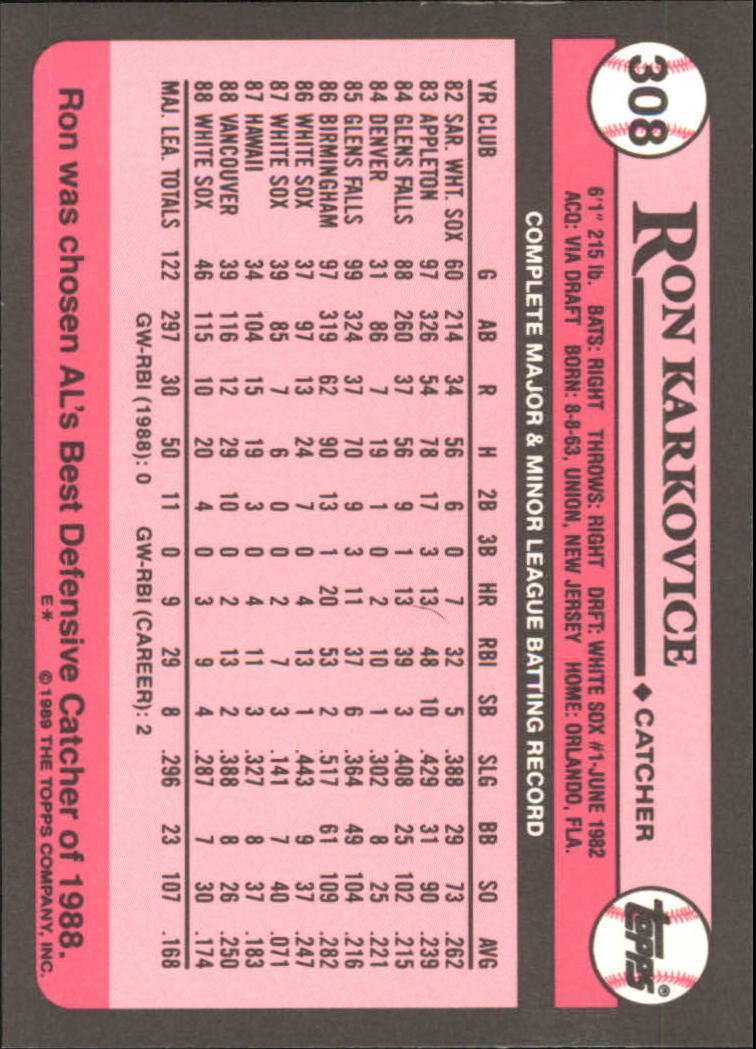 308
RON KARKOVICE ◆ CATCHER
topps®
6'1" 215 lb. BATS: RIGHT THROWS: RIGHT DRFT: WHITE SOX #1-JUNE 1982
ACQ: VIA DRAFT BORN: 8-8-63, UNION, NEW JERSEY HOME: ORLANDO, FLA.
COMPLETE MAJOR & MINOR LEAGUE BATTING RECORD
YR CLUB G AB R H 2B 3B HR RBI SB SLG BB SO AVG
82 SAR. WHT. SOX 60 214 34 56 6 0 7 32 5 .388 29 73 .262
83 APPLETON 97 326 54 78 17 3 13 48 10 .429 31 90 .239
84 GLENS FALLS 88 260 37 56 9 1 13 39 3 .408 25 102 .215
84 DENVER 31 86 7 19 1 0 2 10 1 .302 8 25 .221
85 GLENS FALLS 99 324 37 70 9 3 11 37 6 .364 49 104 .216
86 BIRMINGHAM 97 319 62 90 13 1 20 53 2 .517 61 109 .282
86 WHITE SOX 37 97 13 24 7 0 4 13 1 .443 9 37 .247
87 WHITE SOX 39 85 7 6 0 0 2 7 3 .141 7 40 .071
87 HAWAII 34 104 15 19 3 0 4 11 3 .327 8 37 .183
88 VANCOUVER 39 116 12 29 10 0 2 13 2 .388 8 26 .250
88 WHITE SOX 46 115 10 20 4 0 3 9 4 .287 7 30 .174
MAJ. LEA. TOTALS 122 297 30 50 11 0 9 29 8 .296 23 107 .168
GW-RBI (1988): 0 GW-RBI (CAREER): 2
Ron was chosen AL's Best Defensive Catcher of 1988.
E* ©1989 THE TOPPS COMPANY, INC.